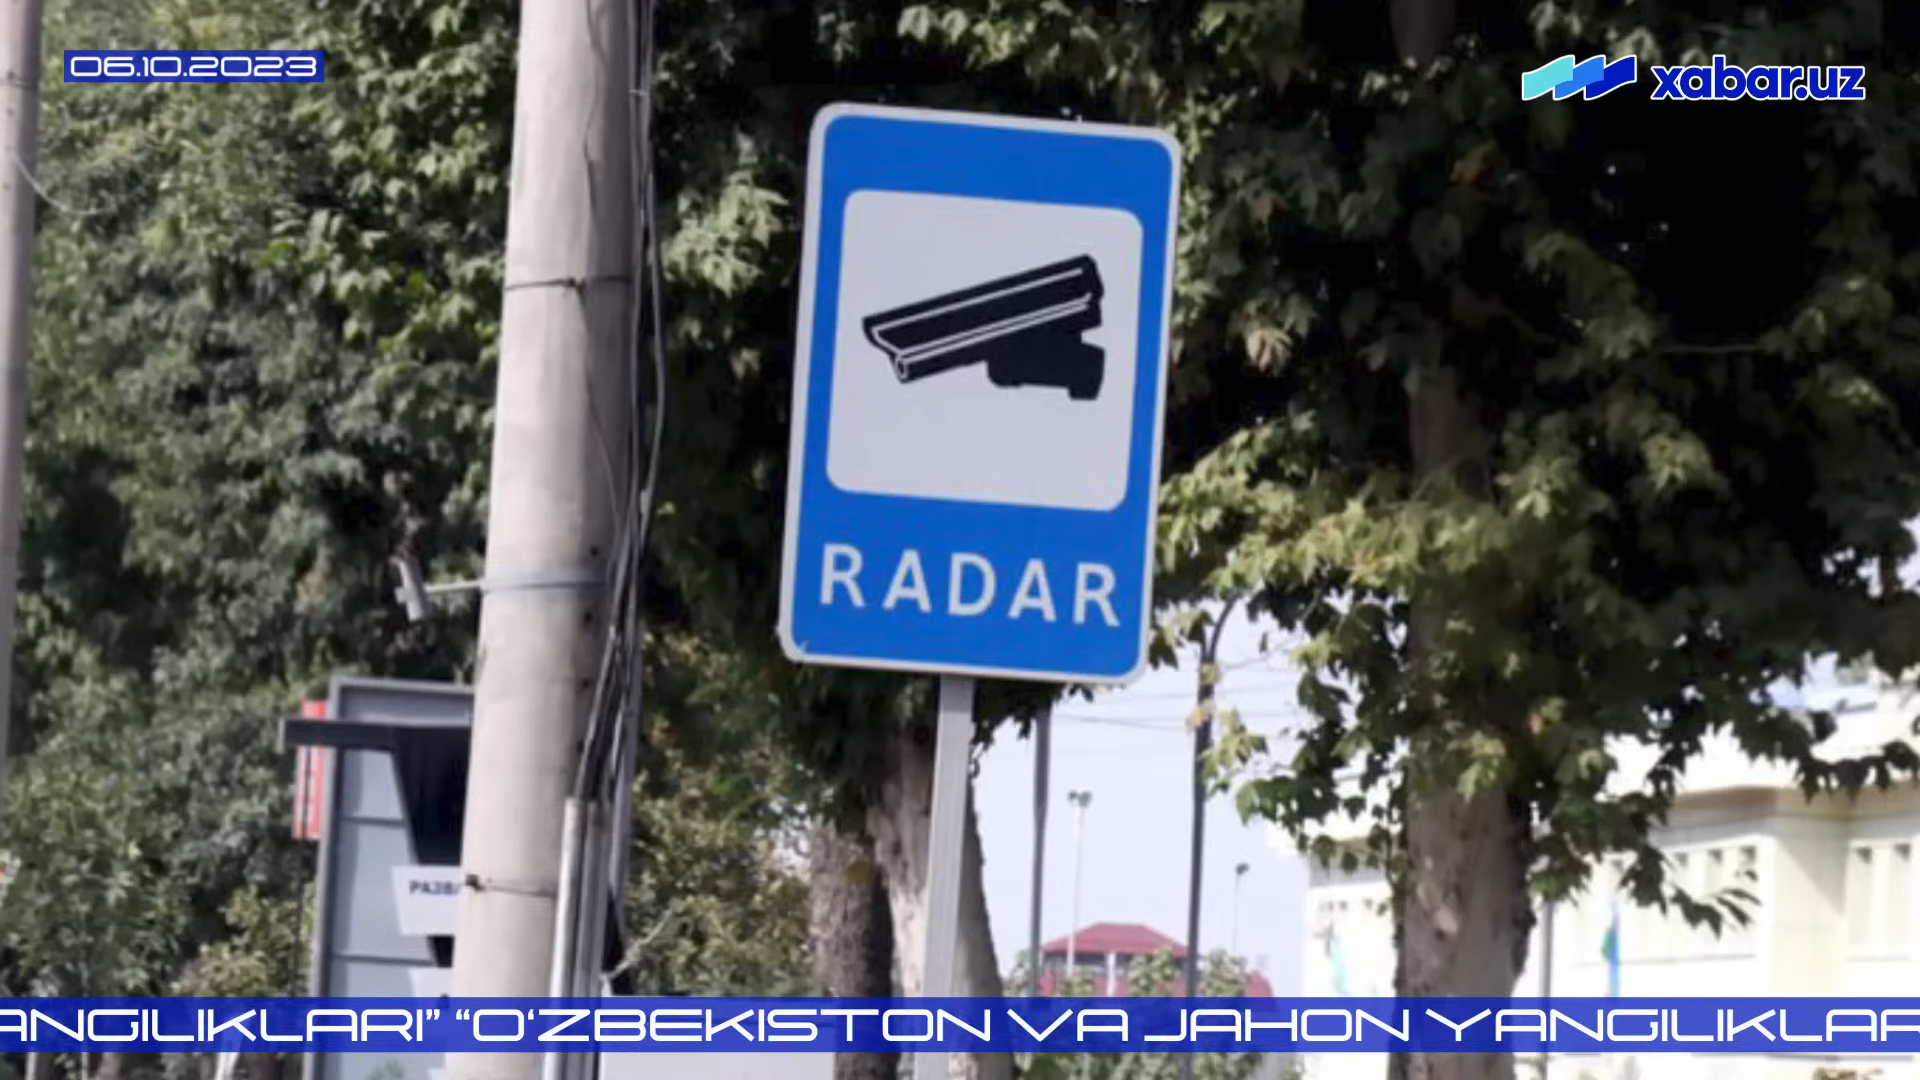 06.10.2023
xabar.uz
RADAR
ANGILIKLARI” “O‘ZBEKISTON VA JAHON YANGILIKLAR